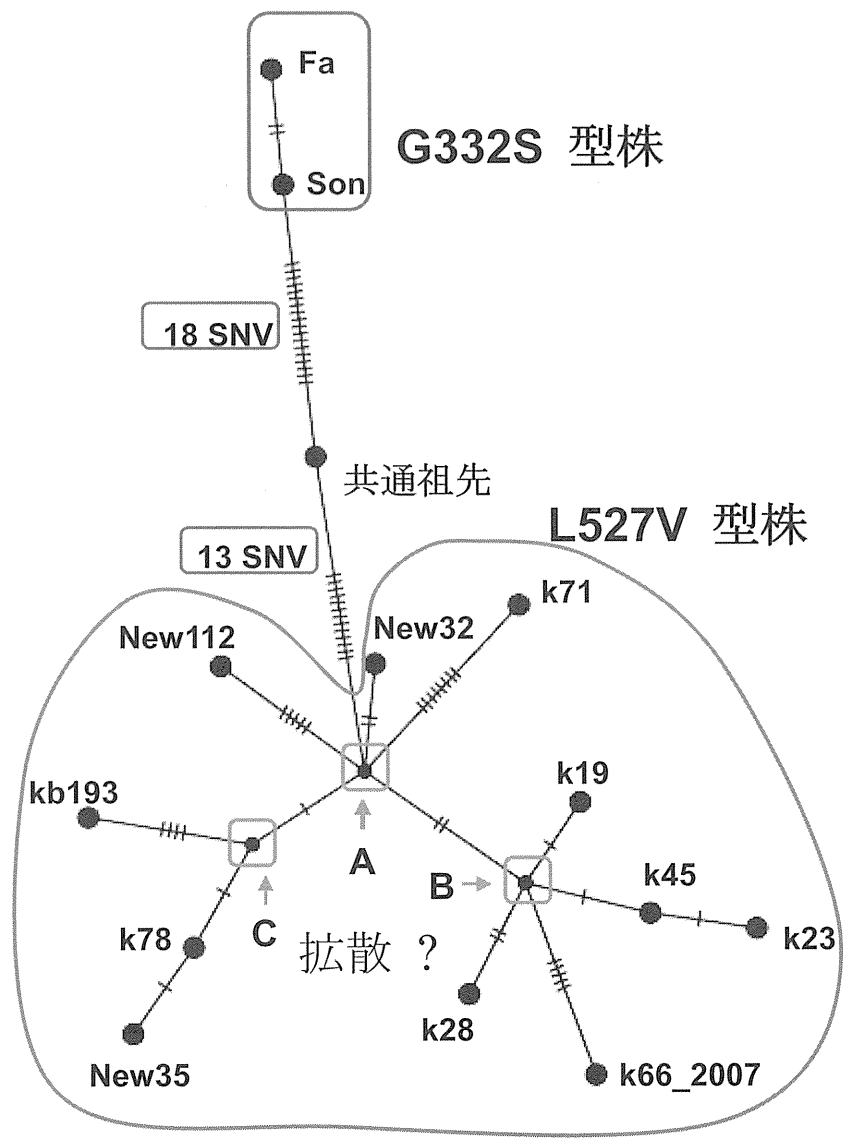 Fa
G332S 型株
Son
18 SNV
共通祖先
L527V 型株
13 SNV
k71
New32
New112
k19
kb193
A
B
k45
C
拡散 ?
k78
k23
k28
New35
k66_2007